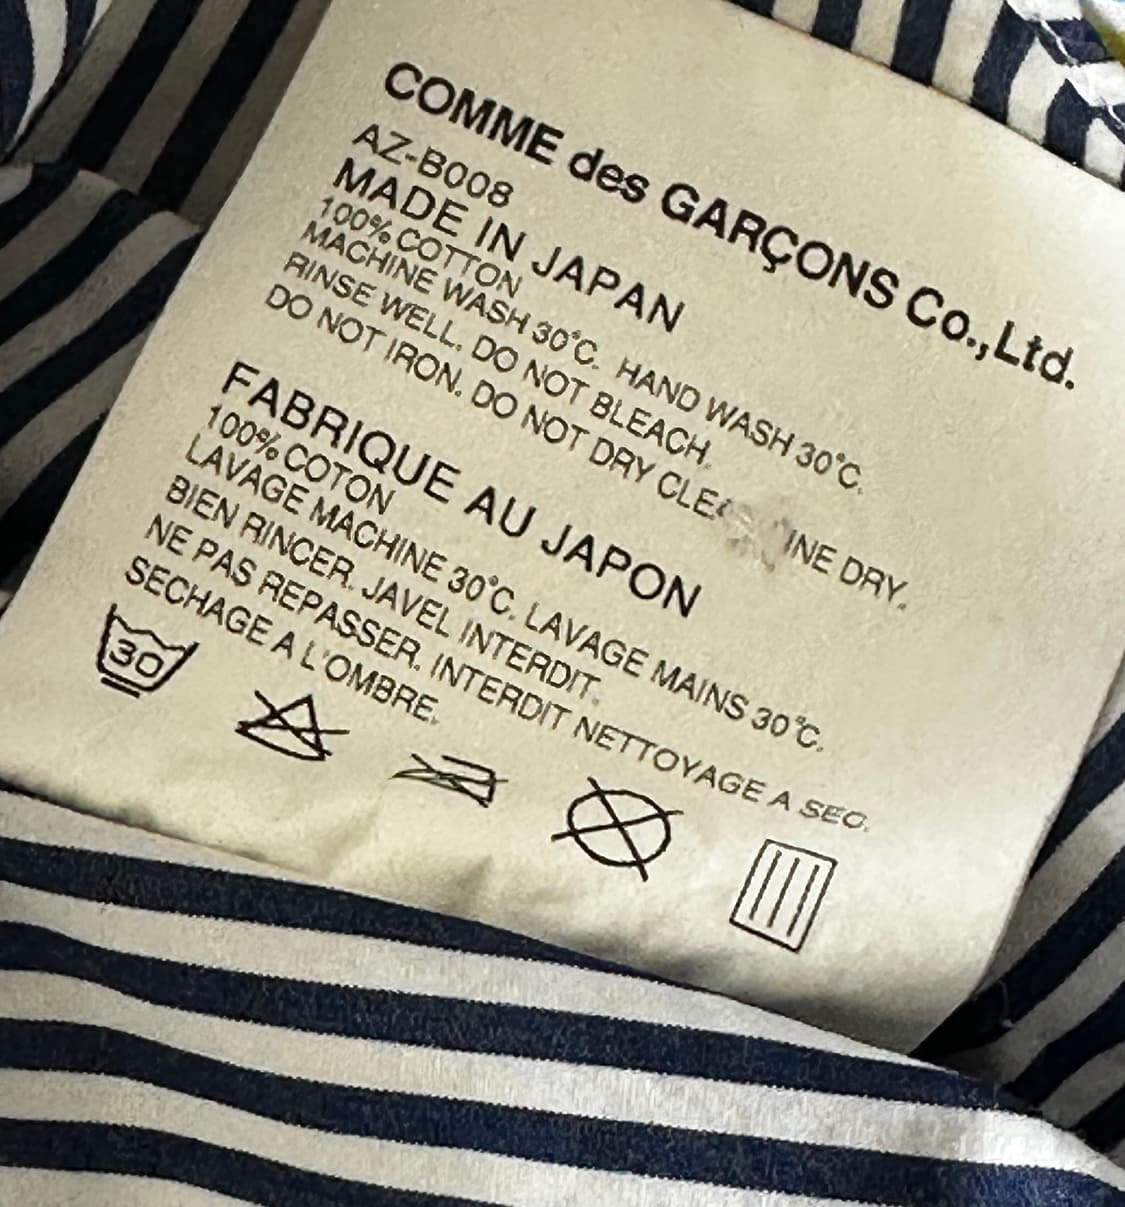 COMME des GARÇONS Co.,Ltd.
AZ-B008
MADE IN JAPAN
100% COTTON
MACHINE WASH 30°C. HAND WASH 30°C.
RINSE WELL. DO NOT BLEACH.
DO NOT IRON. DO NOT DRY DRY.
FABRIQUE AU JAPON
100% COTON
LAVAGE MACHINE 30°C. LAVAGE MAINS 30°C.
BIEN RINCER. JAVEL INTERDIT.
NE PAS REPASSER. INTERDIT NETTOYAGE A SEC.
SECHAGE A L'OMBRE.
30